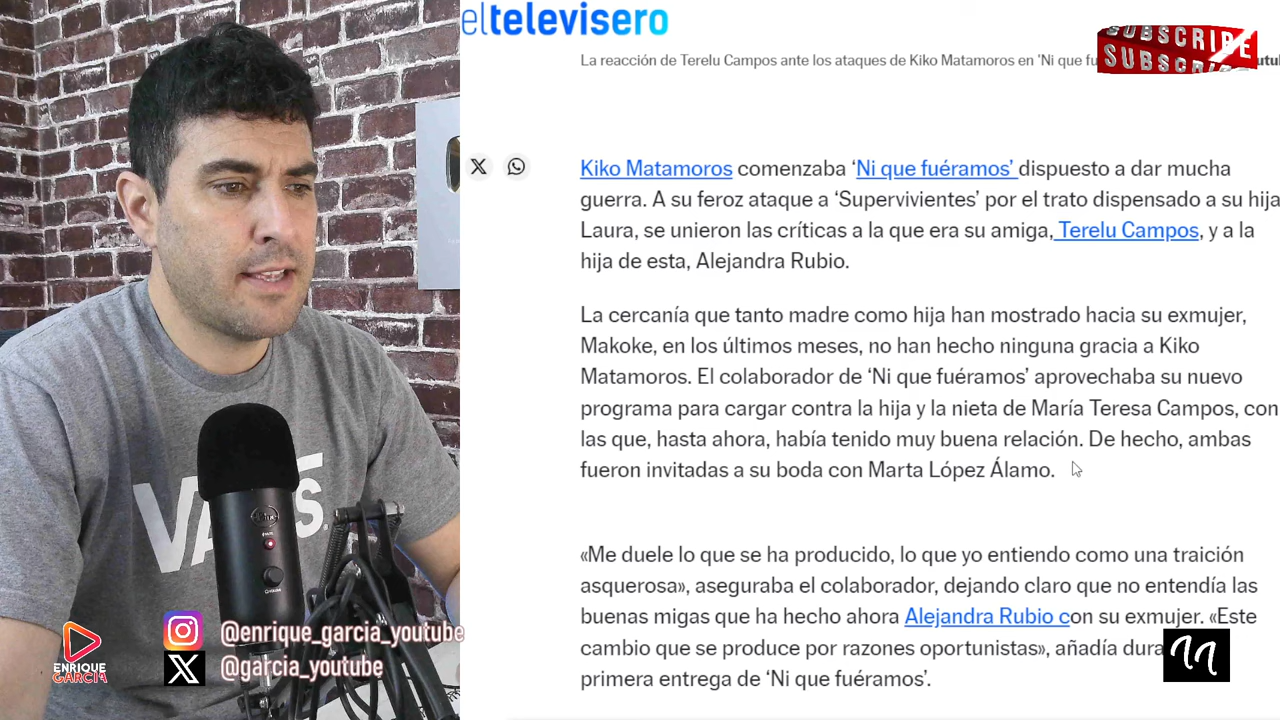 eltelevisero
SUBSCRIBE
SUBSCRIBE
La reacción de Terelu Campos ante los ataques de Kiko Matamoros en 'Ni que fu
Kiko Matamoros comenzaba ‘Ni que fuéramos’ dispuesto a dar mucha
guerra. A su feroz ataque a ‘Supervivientes’ por el trato dispensado a su hija
Laura, se unieron las críticas a la que era su amiga, Terelu Campos, y a la
hija de esta, Alejandra Rubio.
La cercanía que tanto madre como hija han mostrado hacia su exmujer,
Makoke, en los últimos meses, no han hecho ninguna gracia a Kiko
Matamoros. El colaborador de ‘Ni que fuéramos’ aprovechaba su nuevo
programa para cargar contra la hija y la nieta de María Teresa Campos, con
las que, hasta ahora, había tenido muy buena relación. De hecho, ambas
fueron invitadas a su boda con Marta López Álamo.
«Me duele lo que se ha producido, lo que yo entiendo como una traición
asquerosa», aseguraba el colaborador, dejando claro que no entendía las
buenas migas que ha hecho ahora Alejandra Rubio con su exmujer. «Este
cambio que se produce por razones oportunistas», añadía dura
primera entrega de ‘Ni que fuéramos’.
VANS
@enrique_garcia_youtube
@garcia_youtube
ENRIQUE
GARCIA